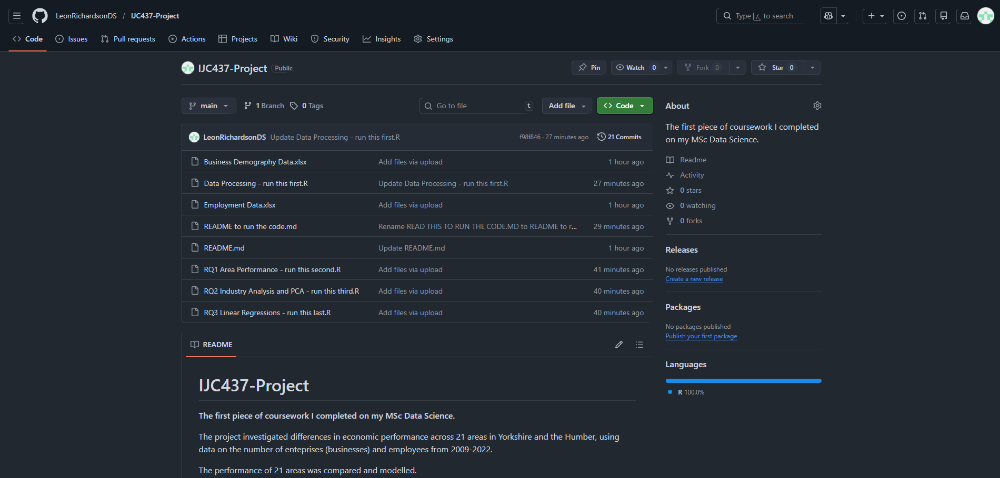 LeonRichardsonDS / IJC437-Project
Type / to search
Code Issues Pull requests Actions Projects Wiki Security Insights Settings
IJC437-Project Public
Pin Watch 0 Fork 0 Star 0
main 1 Branch 0 Tags
Go to file t Add file Code
LeonRichardsonDS Update Data Processing - run this first.R f98f846 · 27 minutes ago 21 Commits
Business Demography Data.xlsx Add files via upload 1 hour ago
Data Processing - run this first.R Update Data Processing - run this first.R 27 minutes ago
Employment Data.xlsx Add files via upload 1 hour ago
README to run the code.md Rename READ THIS TO RUN THE CODE.MD to README to r... 29 minutes ago
README.md Update README.md 1 hour ago
RQ1 Area Performance - run this second.R Add files via upload 41 minutes ago
RQ2 Industry Analysis and PCA - run this third.R Add files via upload 40 minutes ago
RQ3 Linear Regressions - run this last.R Add files via upload 40 minutes ago
README
IJC437-Project
The first piece of coursework I completed on my MSc Data Science.
The project investigated differences in economic performance across 21 areas in Yorkshire and the Humber, using
data on the number of enteprises (businesses) and employees from 2009-2022.
The performance of 21 areas was compared and modelled.
About
The first piece of coursework I completed
on my MSc Data Science.
Readme
Activity
0 stars
0 watching
0 forks
Releases
No releases published
Create a new release
Packages
No packages published
Publish your first package
Languages
R 100.0%